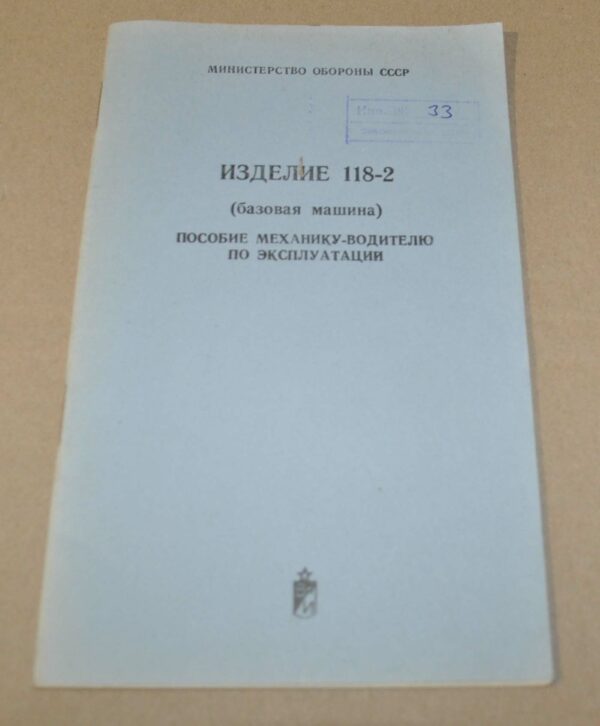 МИНИСТЕРСТВО ОБОРОНЫ СССР
33
ИЗДЕЛИЕ 118-2
(базовая машина)
ПОСОБИЕ МЕХАНИКУ-ВОДИТЕЛЮ
ПО ЭКСПЛУАТАЦИИ